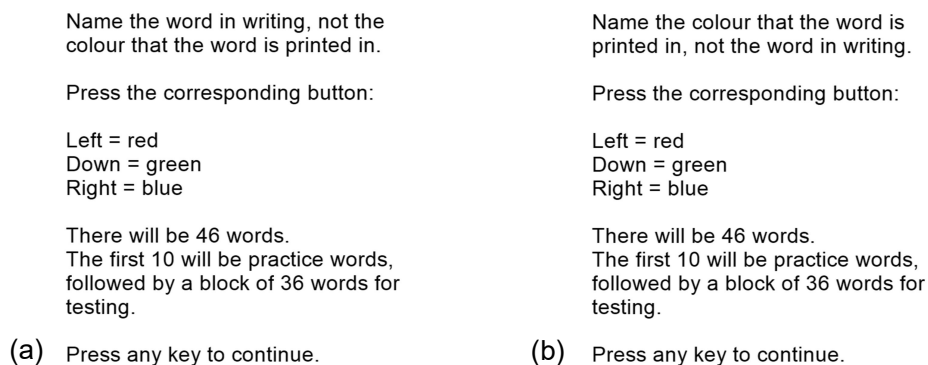 Name the word in writing, not the
colour that the word is printed in.
Press the corresponding button:
Left = red
Down = green
Right = blue
There will be 46 words.
The first 10 will be practice words,
followed by a block of 36 words for
testing.
(a) Press any key to continue.
Name the colour that the word is
printed in, not the word in writing.
Press the corresponding button:
Left = red
Down = green
Right = blue
There will be 46 words.
The first 10 will be practice words,
followed by a block of 36 words for
testing.
(b) Press any key to continue.